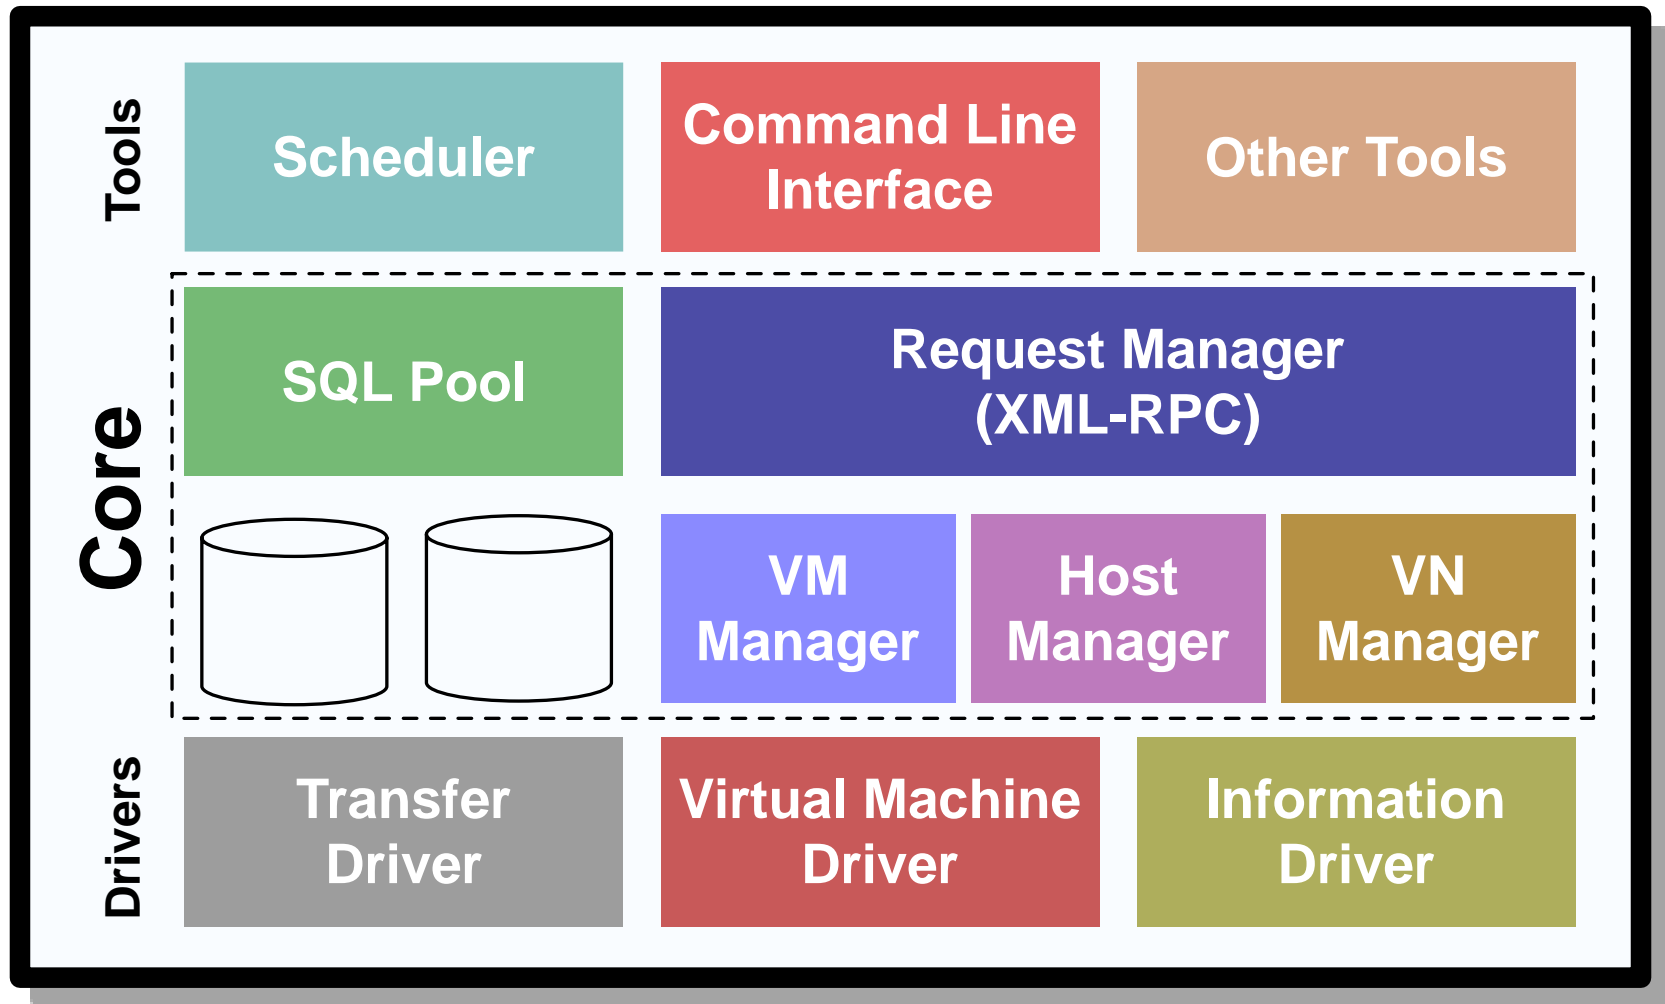 Tools
Scheduler
Command Line
Interface
Other Tools
Core
SQL Pool
Request Manager
(XML-RPC)
VM
Manager
Host
Manager
VN
Manager
Drivers
Transfer
Driver
Virtual Machine
Driver
Information
Driver